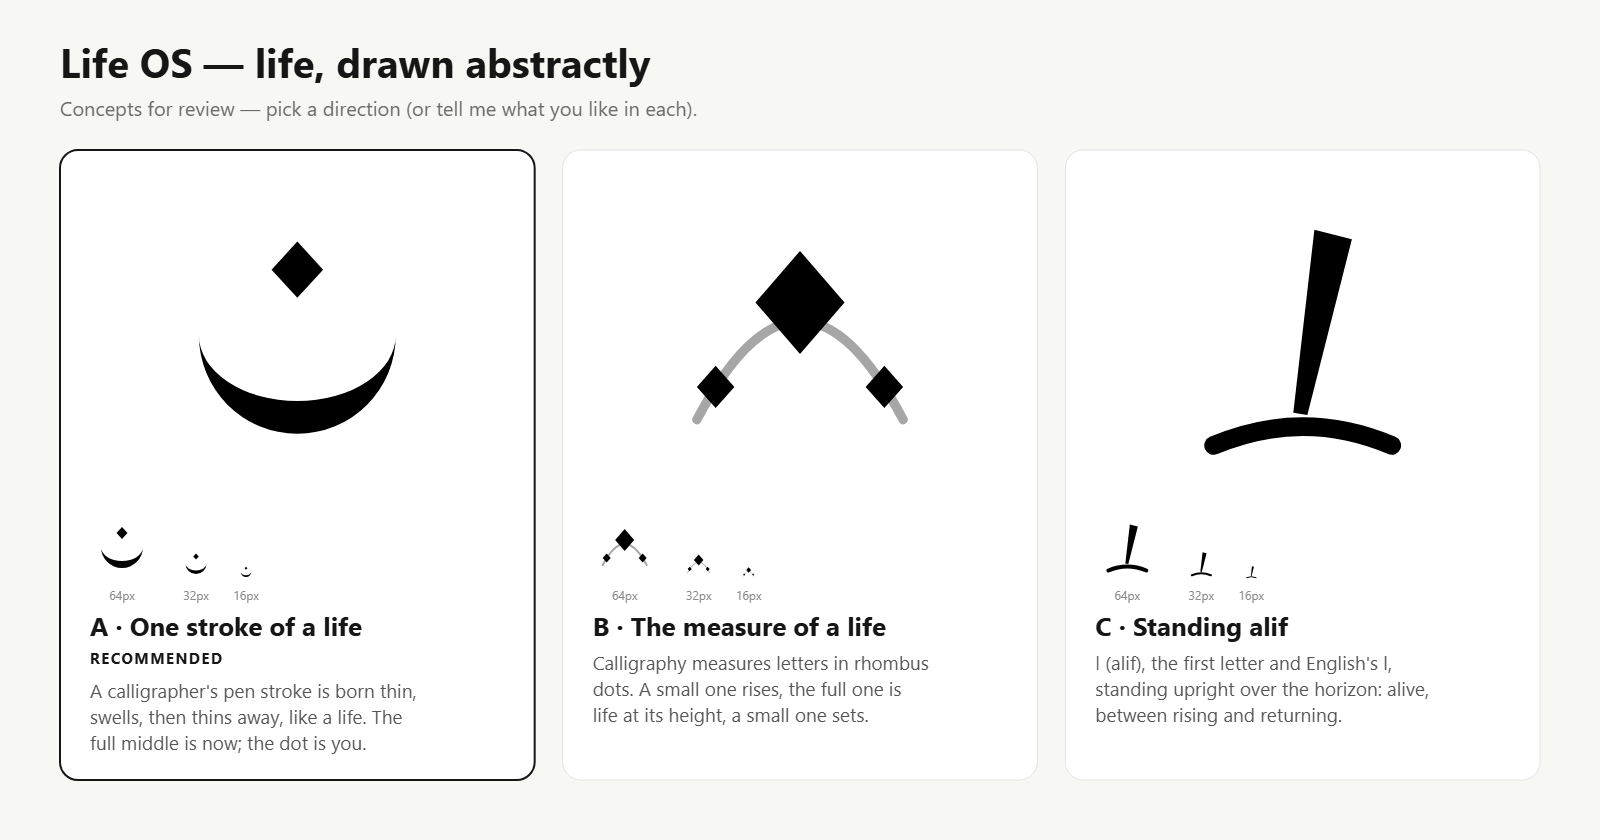 Life OS — life, drawn abstractly
Concepts for review — pick a direction (or tell me what you like in each).
64px 32px 16px
A · One stroke of a life
RECOMMENDED
A calligrapher's pen stroke is born thin,
swells, then thins away, like a life. The
full middle is now; the dot is you.
64px 32px 16px
B · The measure of a life
Calligraphy measures letters in rhombus
dots. A small one rises, the full one is
life at its height, a small one sets.
64px 32px 16px
C · Standing alif
l (alif), the first letter and English's l,
standing upright over the horizon: alive,
between rising and returning.